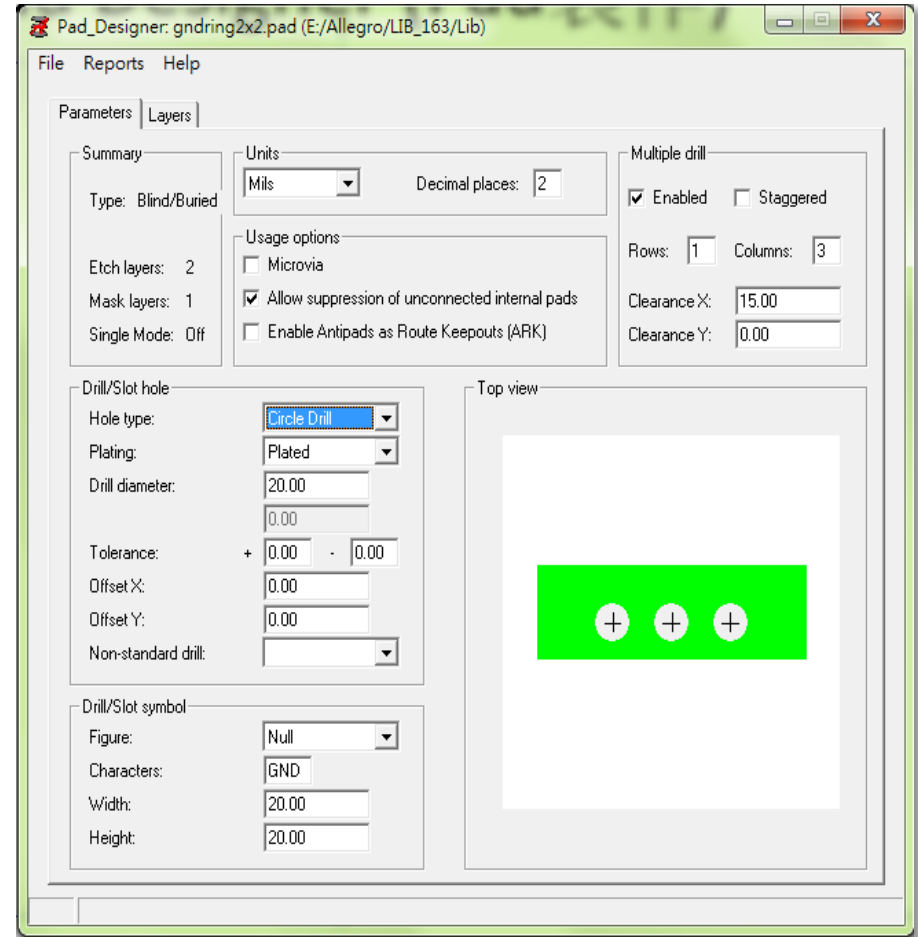 Pad_Designer: gndring2x2.pad (E:/Allegro/LIB_163/Lib)
File Reports Help
Parameters Layers
Summary
Type: Blind/Buried
Etch layers: 2
Mask layers: 1
Single Mode: Off
Units
Mils Decimal places: 2
Usage options
Microvia
Allow suppression of unconnected internal pads
Enable Antipads as Route Keepouts (ARK)
Multiple drill
Enabled Staggered
Rows: 1 Columns: 3
Clearance X: 15.00
Clearance Y: 0.00
Drill/Slot hole
Hole type: Circle Drill
Plating: Plated
Drill diameter: 20.00
0.00
Tolerance: + 0.00 - 0.00
Offset X: 0.00
Offset Y: 0.00
Non-standard drill:
Drill/Slot symbol
Figure: Null
Characters: GND
Width: 20.00
Height: 20.00
Top view